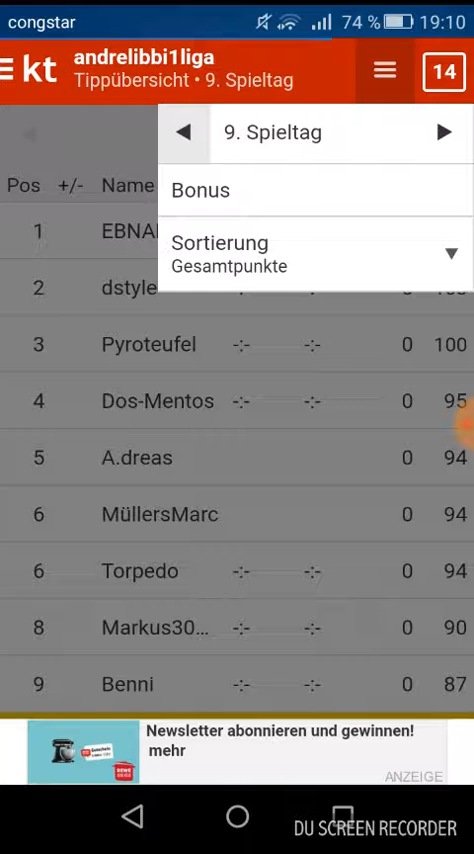 congstar 74 % 19:10
kt andrelibbi1liga 14
Tippübersicht • 9. Spieltag
9. Spieltag
Bonus
Sortierung
Gesamtpunkte
Pos +/- Name
1 EBNA
2 dstyle -:- -:-
3 Pyroteufel -:- -:- 0 100
4 Dos-Mentos -:- -:- 0 95
5 A.dreas 0 94
6 MüllersMarc 0 94
6 Torpedo -:- -:- 0 94
8 Markus30... -:- -:- 0 90
9 Benni -:- -:- 0 87
Newsletter abonnieren und gewinnen!
mehr
ANZEIGE
DU SCREEN RECORDER